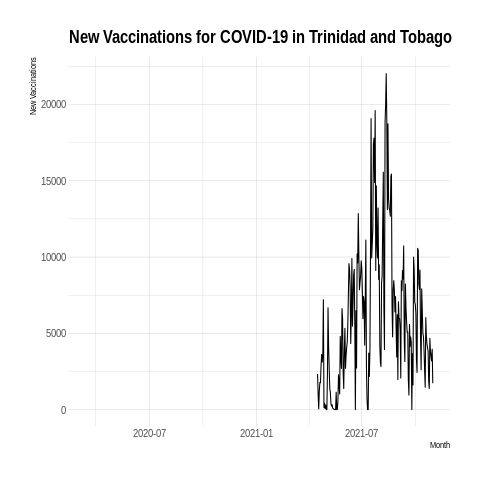 New Vaccinations for COVID-19 in Trinidad and Tobago
New Vaccinations
20000
15000
10000
5000
0
2020-07
2021-01
2021-07
Month